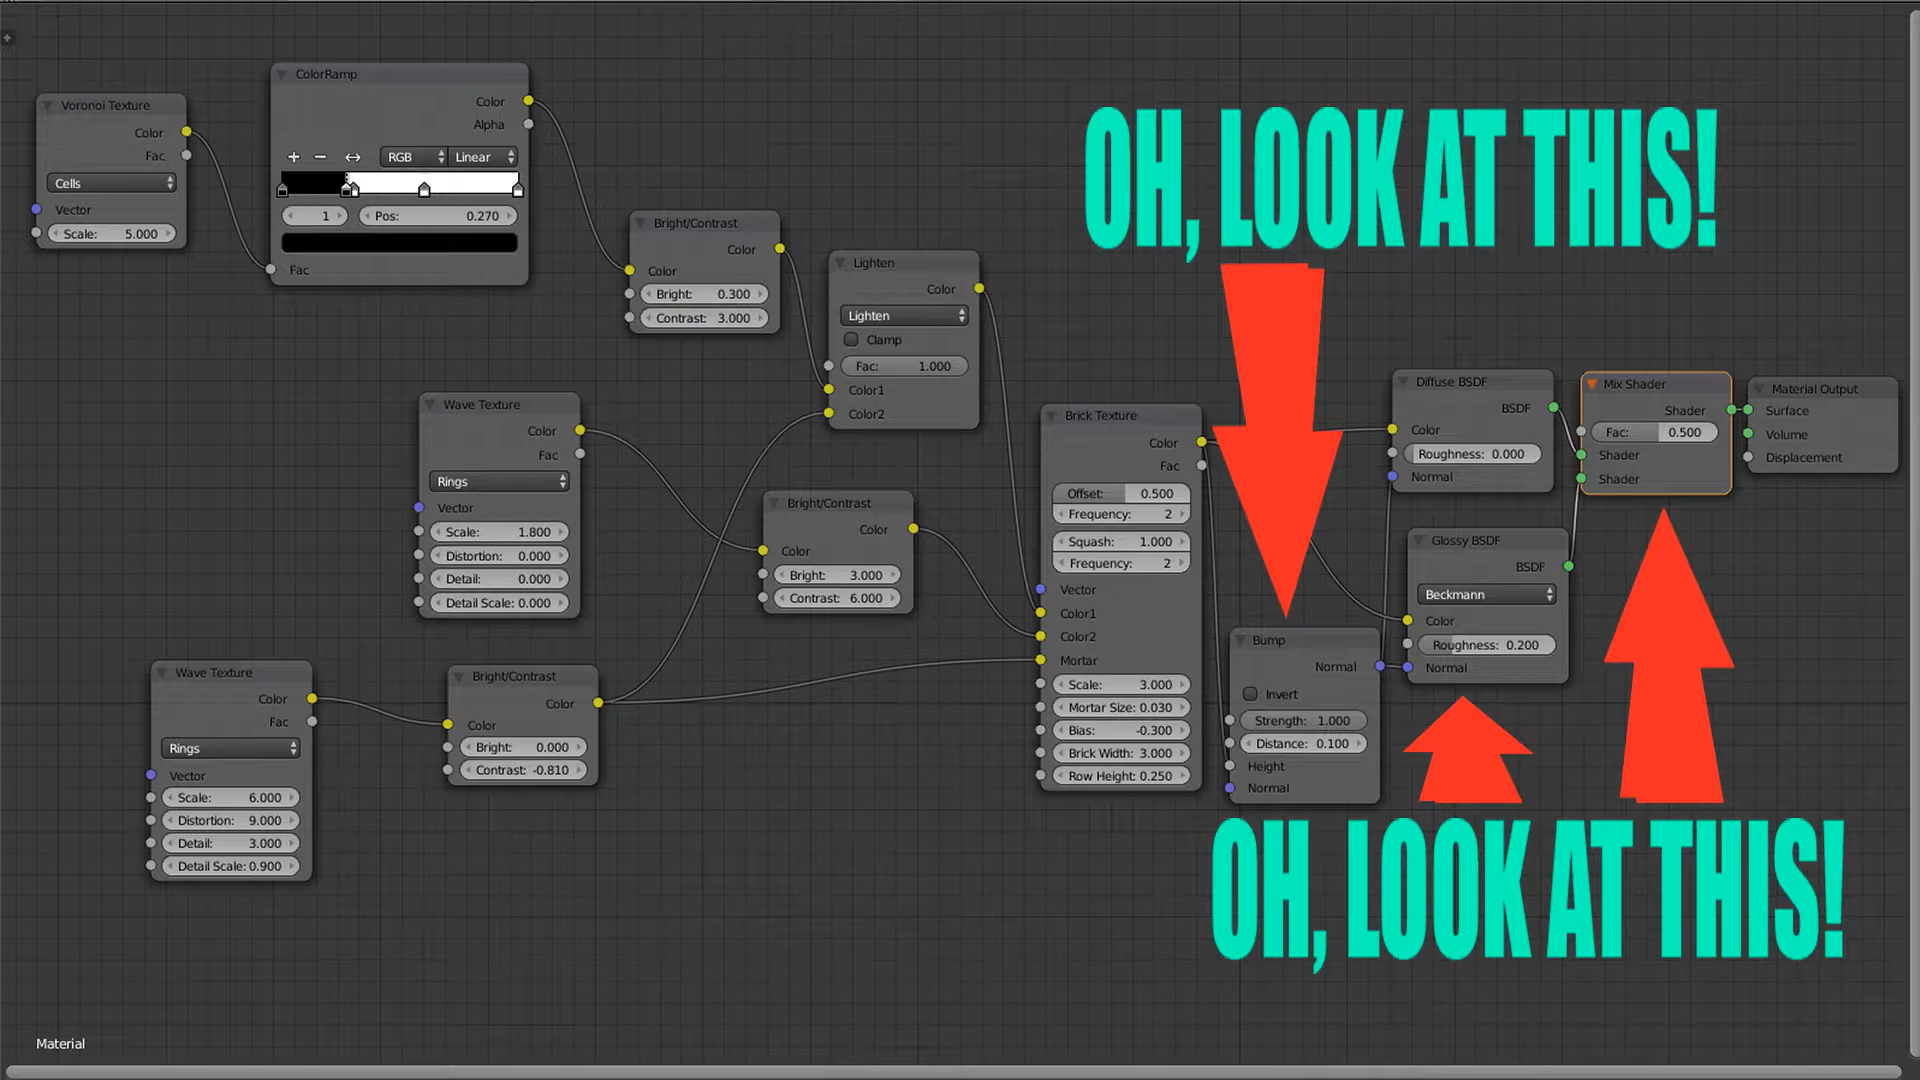 Voronoi Texture
Color
Fac
Cells
Vector
Scale: 5.000
ColorRamp
Color
Alpha
+ − ↔ RGB Linear
1 Pos: 0.270
Fac
Bright/Contrast
Color
Color
Bright: 0.300
Contrast: 3.000
Lighten
Color
Lighten
Clamp
Fac: 1.000
Color1
Color2
Wave Texture
Color
Fac
Rings
Vector
Scale: 1.800
Distortion: 0.000
Detail: 0.000
Detail Scale: 0.000
Bright/Contrast
Color
Color
Bright: 3.000
Contrast: 6.000
Wave Texture
Color
Fac
Rings
Vector
Scale: 6.000
Distortion: 9.000
Detail: 3.000
Detail Scale: 0.900
Bright/Contrast
Color
Color
Bright: 0.000
Contrast: -0.810
Brick Texture
Color
Fac
Offset: 0.500
Frequency: 2
Squash: 1.000
Frequency: 2
Vector
Color1
Color2
Mortar
Scale: 3.000
Mortar Size: 0.030
Bias: -0.300
Brick Width: 3.000
Row Height: 0.250
OH, LOOK AT THIS!
Bump
Normal
Invert
Strength: 1.000
Distance: 0.100
Height
Normal
Diffuse BSDF
BSDF
Color
Roughness: 0.000
Normal
Glossy BSDF
BSDF
Beckmann
Color
Roughness: 0.200
Normal
Mix Shader
Shader
Fac: 0.500
Shader
Shader
Material Output
Surface
Volume
Displacement
OH, LOOK AT THIS!
Material